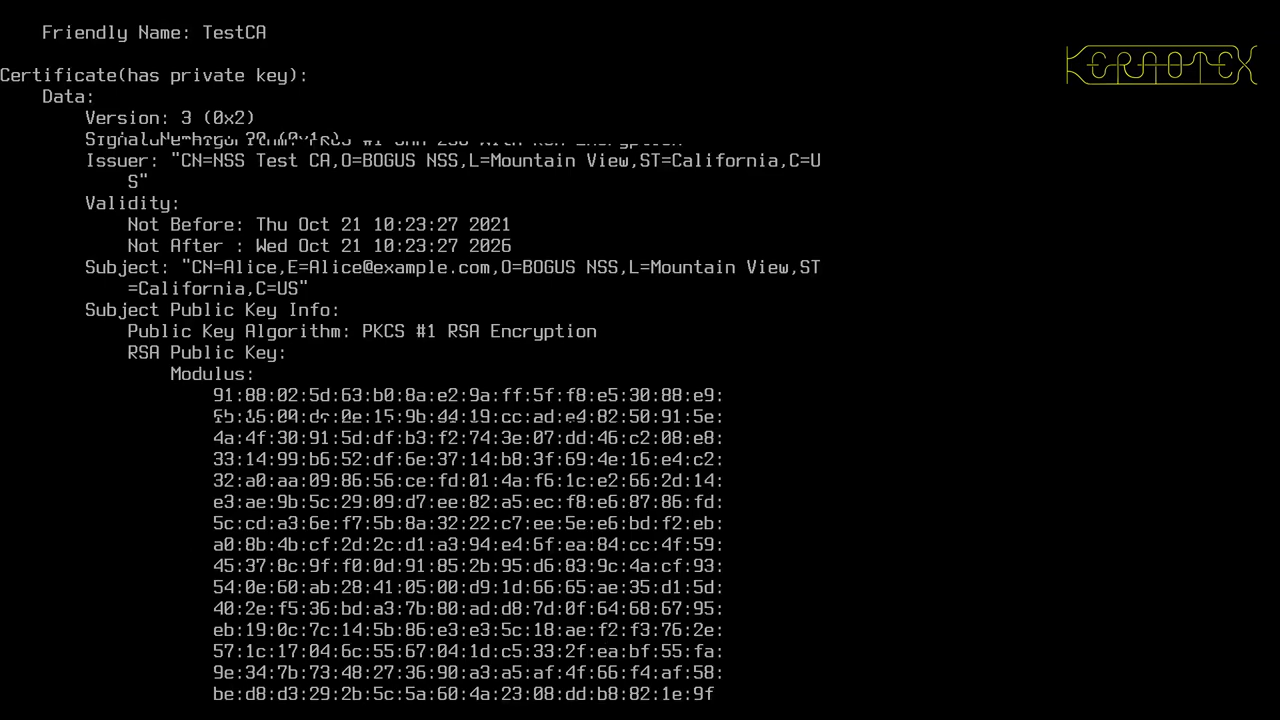 Friendly Name: TestCA
KERAOTEX
Certificate(has private key):
Data:
Version: 3 (0x2)
Issuer: "CN=NSS Test CA,O=BOGUS NSS,L=Mountain View,ST=California,C=U
S"
Validity:
Not Before: Thu Oct 21 10:23:27 2021
Not After : Wed Oct 21 10:23:27 2026
Subject: "CN=Alice,E=Alice@example.com,O=BOGUS NSS,L=Mountain View,ST
=California,C=US"
Subject Public Key Info:
Public Key Algorithm: PKCS #1 RSA Encryption
RSA Public Key:
Modulus:
91:88:02:5d:63:b0:8a:e2:9a:ff:5f:f8:e5:30:88:e9:
4a:4f:30:91:5d:df:b3:f2:74:3e:07:dd:46:c2:08:e8:
33:14:99:b6:52:df:6e:37:14:b8:3f:69:4e:16:e4:c2:
32:a0:aa:09:86:56:ce:fd:01:4a:f6:1c:e2:66:2d:14:
e3:ae:9b:5c:29:09:d7:ee:82:a5:ec:f8:e6:87:86:fd:
5c:cd:a3:6e:f7:5b:8a:32:22:c7:ee:5e:e6:bd:f2:eb:
a0:8b:4b:cf:2d:2c:d1:a3:94:e4:6f:ea:84:cc:4f:59:
45:37:8c:9f:f0:0d:91:85:2b:95:d6:83:9c:4a:cf:93:
54:0e:60:ab:28:41:05:00:d9:1d:66:65:ae:35:d1:5d:
40:2e:f5:36:bd:a3:7b:80:ad:d8:7d:0f:64:68:67:95:
eb:19:0c:7c:14:5b:86:e3:e3:5c:18:ae:f2:f3:76:2e:
57:1c:17:04:6c:55:67:04:1d:c5:33:2f:ea:bf:55:fa:
9e:34:7b:73:48:27:36:90:a3:a5:af:4f:66:f4:af:58:
be:d8:d3:29:2b:5c:5a:60:4a:23:08:dd:b8:82:1e:9f